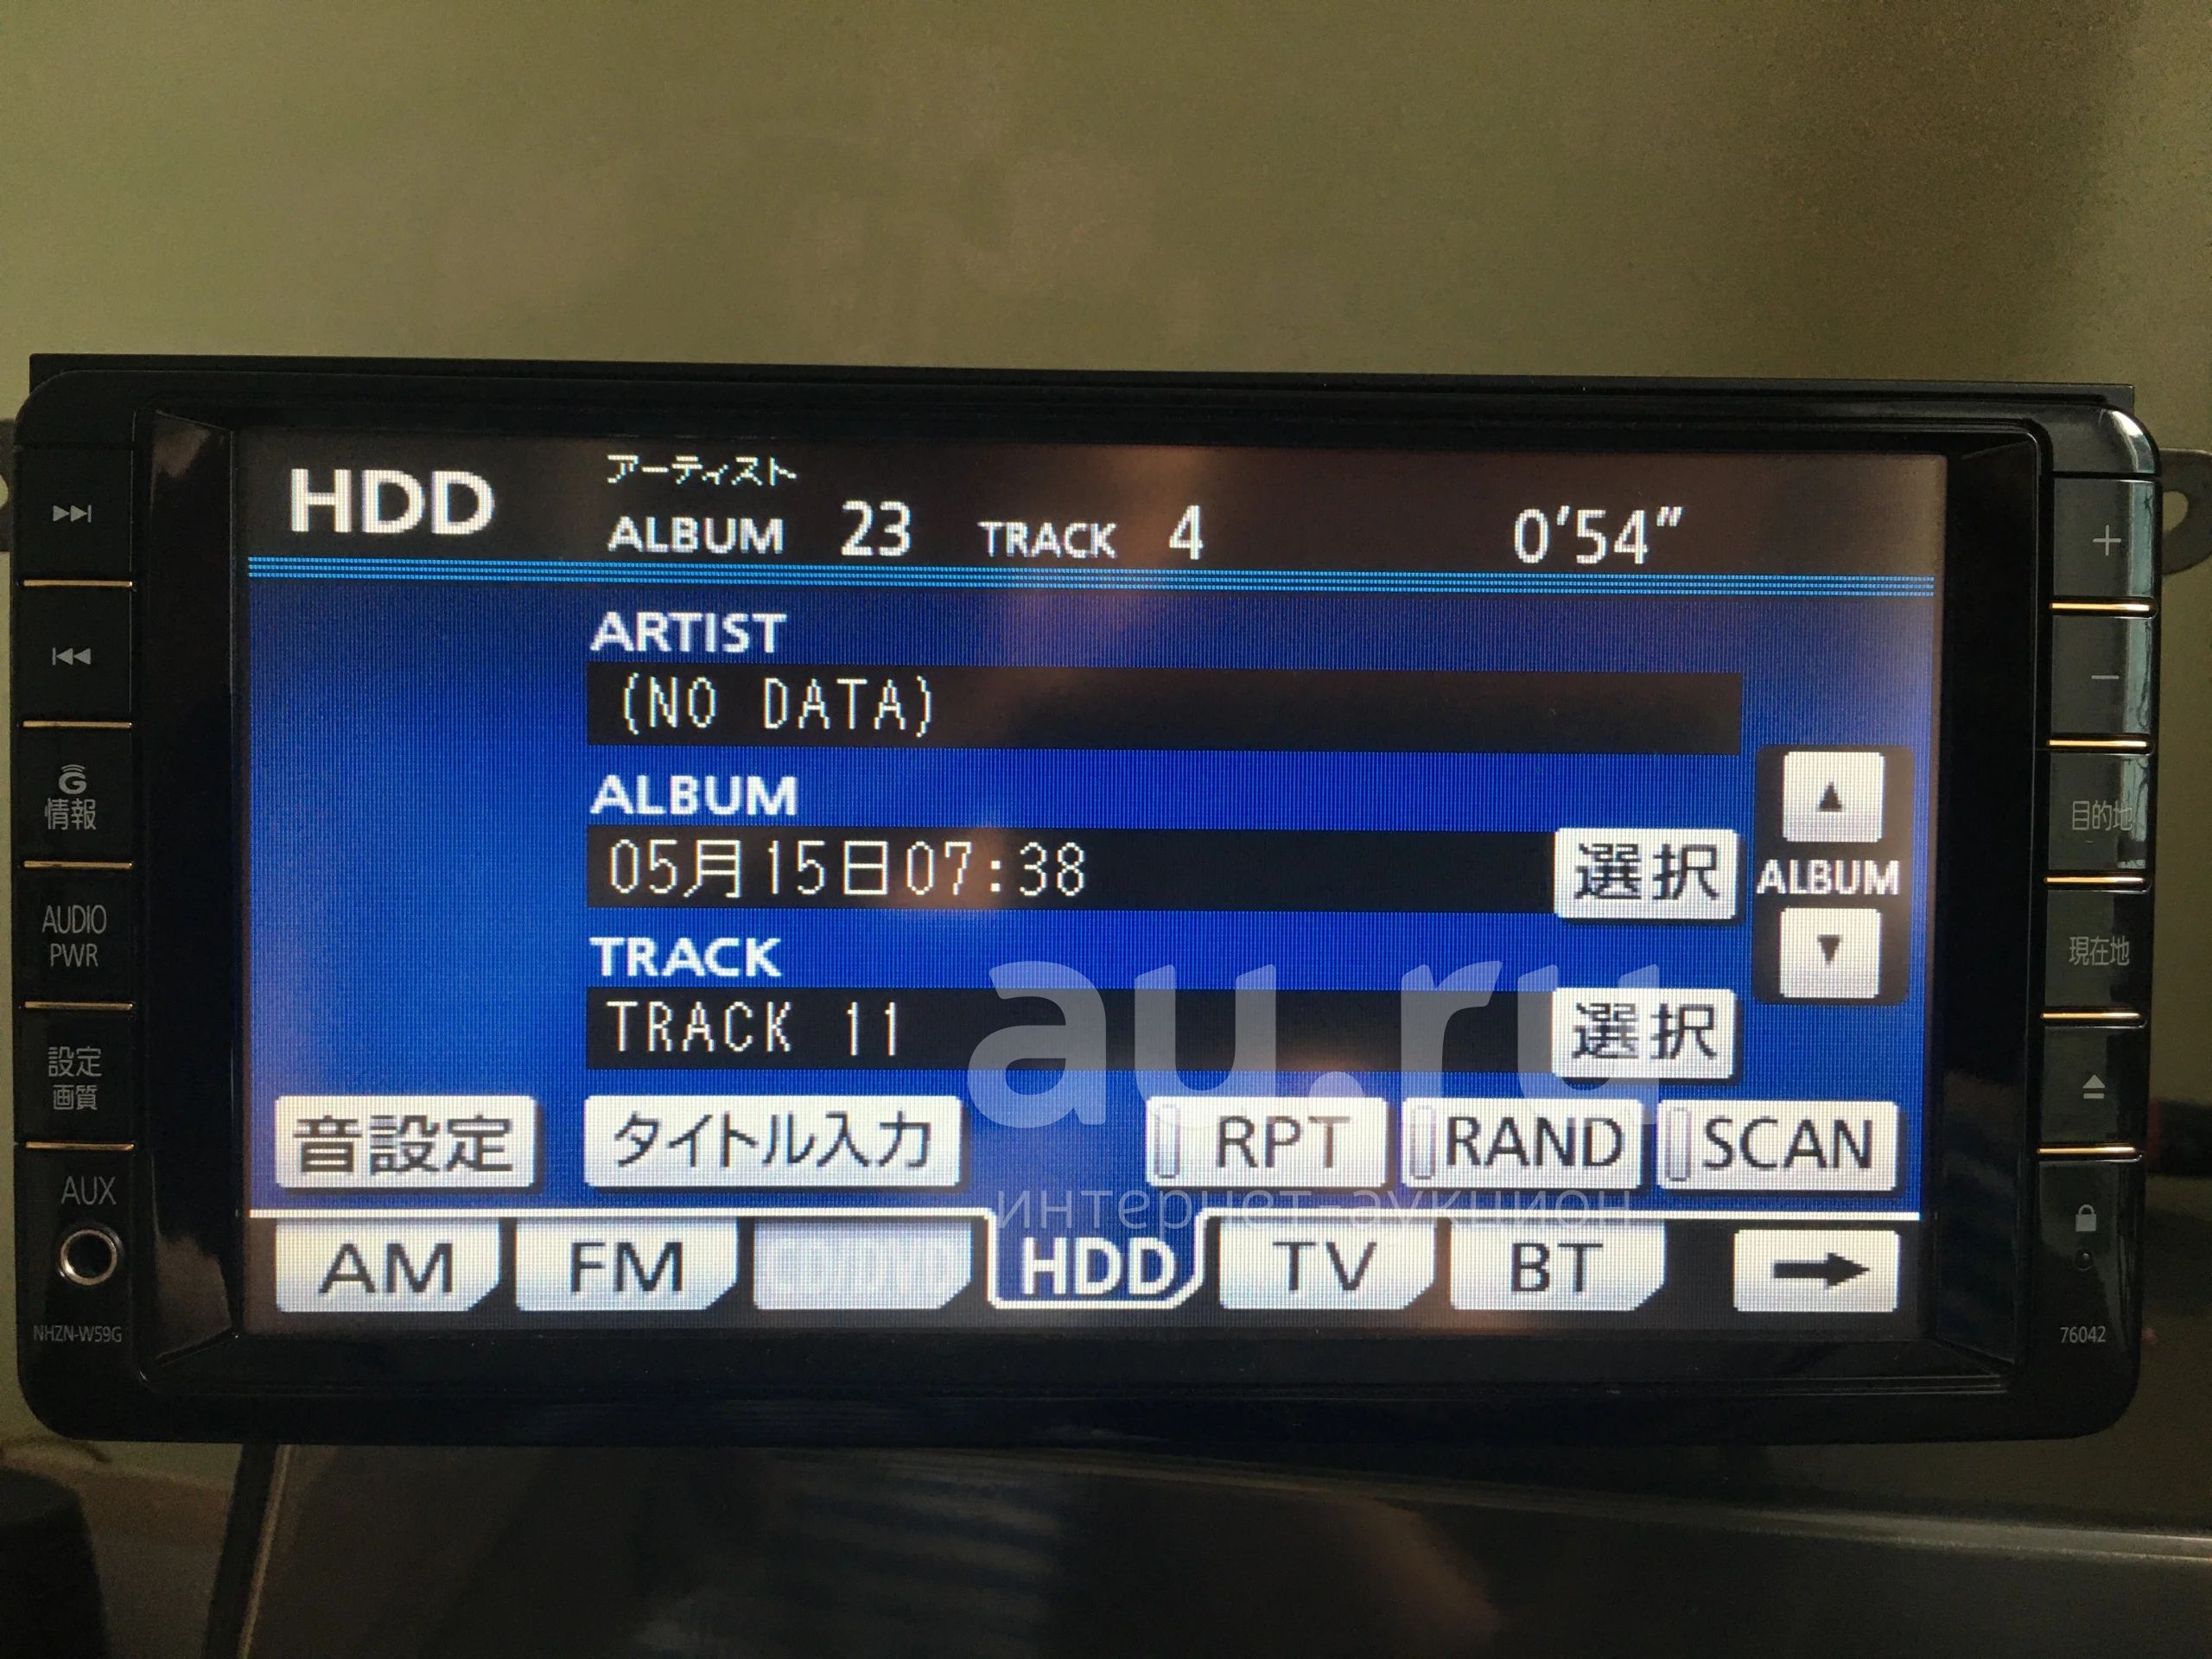 HDD
アーティスト
ALBUM 23 TRACK 4 0'54"
ARTIST
(NO DATA)
ALBUM
05月15日07:38
選択
ALBUM
TRACK
TRACK 11
選択
音設定
タイトル入力
RPT
RAND
SCAN
AM
FM
HDD
TV
BT
G
情報
AUDIO
PWR
設定
画質
AUX
NHZN-W59G
目的地
現在地
76042
au.ru
интернет-аукцион